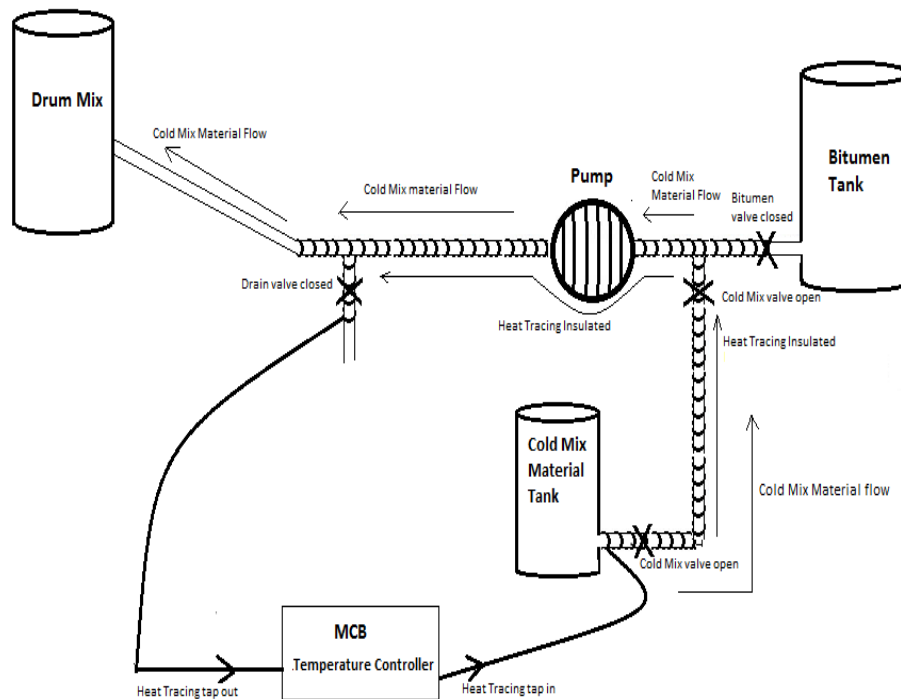 Drum Mix
Cold Mix Material Flow
Cold Mix material Flow
Pump
Cold Mix
Material Flow
Bitumen
valve closed
Bitumen
Tank
Drain valve closed
Heat Tracing Insulated
Cold Mix valve open
Heat Tracing Insulated
Cold Mix
Material
Tank
Cold Mix Material flow
Cold Mix valve open
MCB
.Temperature Controller
Heat Tracing tap out
Heat Tracing tap in